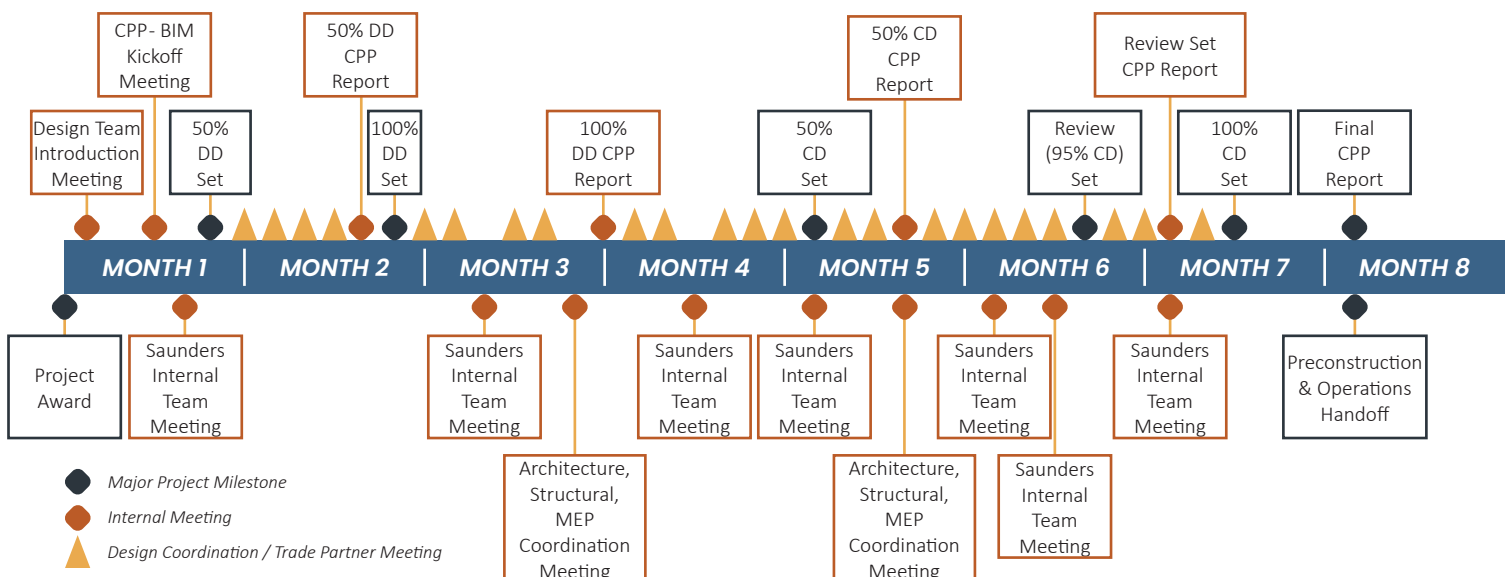 CPP- BIM
Kickoff
Meeting
50% DD
CPP
Report
50% CD
CPP
Report
Review Set
CPP Report
Design Team
Introduction
Meeting
50%
DD
Set
100%
DD
Set
100%
DD CPP
Report
50%
CD
Set
Review
(95% CD)
Set
100%
CD
Set
Final
CPP
Report
MONTH 1
MONTH 2
MONTH 3
MONTH 4
MONTH 5
MONTH 6
MONTH 7
MONTH 8
Project
Award
Saunders
Internal
Team
Meeting
Saunders
Internal
Team
Meeting
Saunders
Internal
Team
Meeting
Saunders
Internal
Team
Meeting
Saunders
Internal
Team
Meeting
Saunders
Internal
Team
Meeting
Preconstruction
& Operations
Handoff
Architecture,
Structural,
MEP
Coordination
Meeting
Architecture,
Structural,
MEP
Coordination
Meeting
Saunders
Internal
Team
Meeting
Major Project Milestone
Internal Meeting
Design Coordination / Trade Partner Meeting